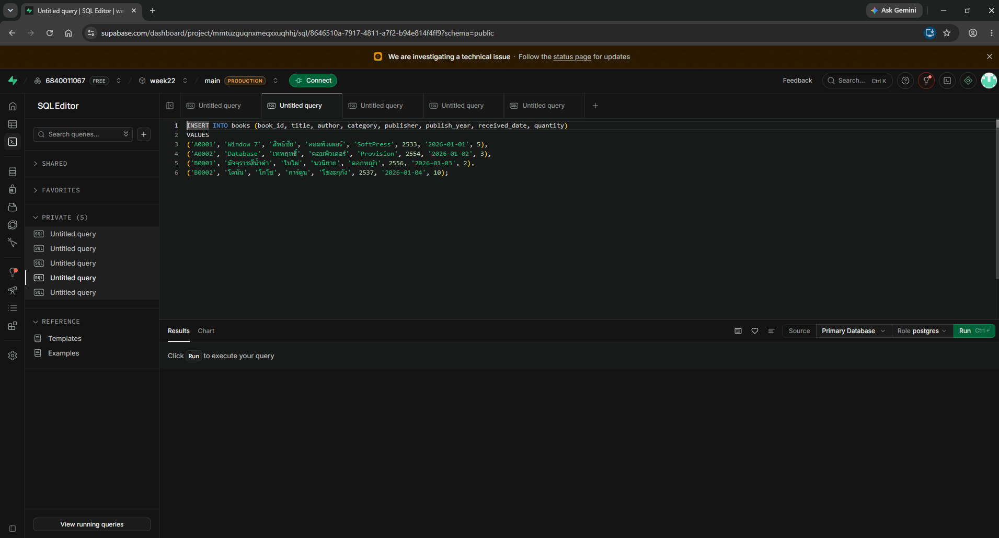 Untitled query | SQL Editor | we
Ask Gemini
supabase.com/dashboard/project/mmtuzguqnxmeqxxuqhhj/sql/8646510a-7917-4811-a7f2-b94e814f4ff9?schema=public
We are investigating a technical issue · Follow the status page for updates
6840011067 FREE / week22 / main PRODUCTION Connect
Feedback Search... Ctrl K
SQL Editor
Untitled query Untitled query Untitled query Untitled query Untitled query
Search queries...
SHARED
FAVORITES
PRIVATE (5)
Untitled query
Untitled query
Untitled query
Untitled query
Untitled query
REFERENCE
Templates
Examples
View running queries
1 INSERT INTO books (book_id, title, author, category, publisher, publish_year, received_date, quantity)
2 VALUES
3 ('A0001', 'Window 7', 'สิทธิชัย', 'คอมพิวเตอร์', 'SoftPress', 2533, '2026-01-01', 5),
4 ('A0002', 'Database', 'เทพฤทธิ์', 'คอมพิวเตอร์', 'Provision', 2554, '2026-01-02', 3),
5 ('B0001', 'มัจจุราชสีน้ำดำ', 'ใบไผ่', 'นวนิยาย', 'ดอกหญ้า', 2556, '2026-01-03', 2),
6 ('B0002', 'โคนัน', 'โกโช', 'การ์ตูน', 'โชงะกุกัง', 2537, '2026-01-04', 10);
Results Chart
Source Primary Database Role postgres Run Ctrl
Click Run to execute your query